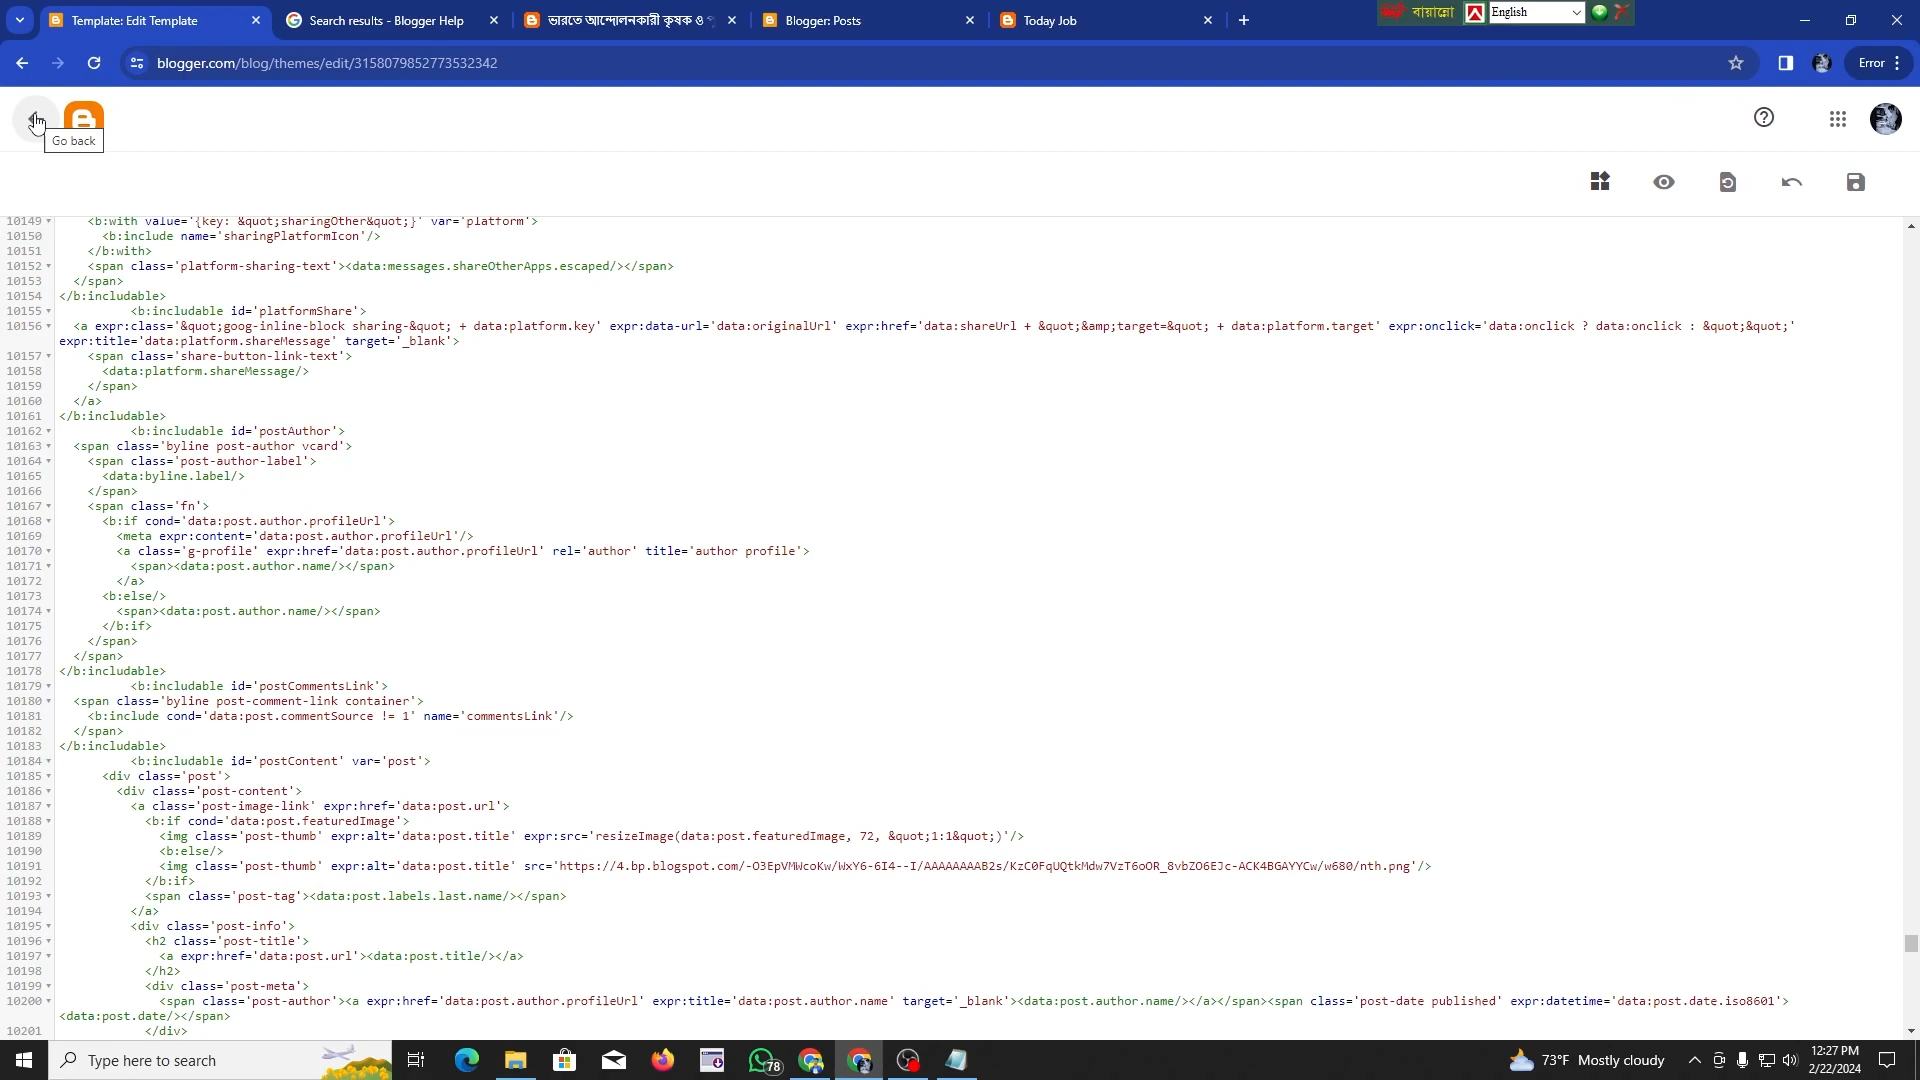 Template: Edit Template
Search results - Blogger Help
ভারতে আন্দোলনকারী কৃষক ও
Blogger: Posts
Today Job
বায়ান্নো
English
blogger.com/blog/themes/edit/3158079852773532342
Error
Go back
10149 <b:with value='{key: &quot;sharingOther&quot;}' var='platform'>
10150 <b:include name='sharingPlatformIcon'/>
10151 </b:with>
10152 <span class='platform-sharing-text'><data:messages.shareOtherApps.escaped/></span>
10153 </span>
10154 </b:includable>
10155 <b:includable id='platformShare'>
10156 <a expr:class='&quot;goog-inline-block sharing-&quot; + data:platform.key' expr:data-url='data:originalUrl' expr:href='data:shareUrl + &quot;&amp;target=&quot; + data:platform.target' expr:onclick='data:onclick ? data:onclick : &quot;&quot;'
expr:title='data:platform.shareMessage' target='_blank'>
10157 <span class='share-button-link-text'>
10158 <data:platform.shareMessage/>
10159 </span>
10160 </a>
10161 </b:includable>
10162 <b:includable id='postAuthor'>
10163 <span class='byline post-author vcard'>
10164 <span class='post-author-label'>
10165 <data:byline.label/>
10166 </span>
10167 <span class='fn'>
10168 <b:if cond='data:post.author.profileUrl'>
10169 <meta expr:content='data:post.author.profileUrl'/>
10170 <a class='g-profile' expr:href='data:post.author.profileUrl' rel='author' title='author profile'>
10171 <span><data:post.author.name/></span>
10172 </a>
10173 <b:else/>
10174 <span><data:post.author.name/></span>
10175 </b:if>
10176 </span>
10177 </span>
10178 </b:includable>
10179 <b:includable id='postCommentsLink'>
10180 <span class='byline post-comment-link container'>
10181 <b:include cond='data:post.commentSource != 1' name='commentsLink'/>
10182 </span>
10183 </b:includable>
10184 <b:includable id='postContent' var='post'>
10185 <div class='post'>
10186 <div class='post-content'>
10187 <a class='post-image-link' expr:href='data:post.url'>
10188 <b:if cond='data:post.featuredImage'>
10189 <img class='post-thumb' expr:alt='data:post.title' expr:src='resizeImage(data:post.featuredImage, 72, &quot;1:1&quot;)'/>
10190 <b:else/>
10191 <img class='post-thumb' expr:alt='data:post.title' src='https://4.bp.blogspot.com/-O3EpVMWcoKw/WxY6-6I4--I/AAAAAAAAB2s/KzC0FqUQtkMdw7VzT6oOR_8vbZO6EJc-ACK4BGAYYCw/w680/nth.png'/>
10192 </b:if>
10193 <span class='post-tag'><data:post.labels.last.name/></span>
10194 </a>
10195 <div class='post-info'>
10196 <h2 class='post-title'>
10197 <a expr:href='data:post.url'><data:post.title/></a>
10198 </h2>
10199 <div class='post-meta'>
10200 <span class='post-author'><a expr:href='data:post.author.profileUrl' expr:title='data:post.author.name' target='_blank'><data:post.author.name/></a></span><span class='post-date published' expr:datetime='data:post.date.iso8601'>
<data:post.date/></span>
10201 </div>
Type here to search
78
73°F Mostly cloudy
12:27 PM
2/22/2024